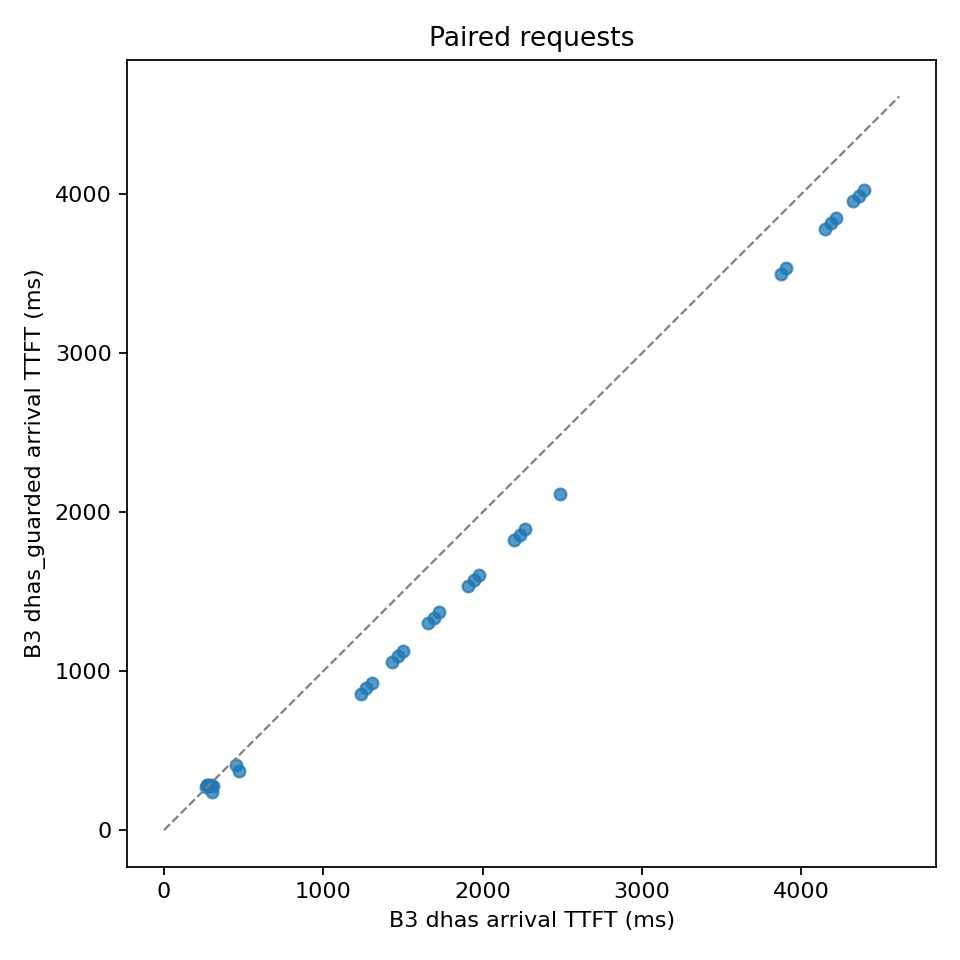 Paired requests
B3 dhas_guarded arrival TTFT (ms)
4000
3000
2000
1000
0
0 1000 2000 3000 4000
B3 dhas arrival TTFT (ms)